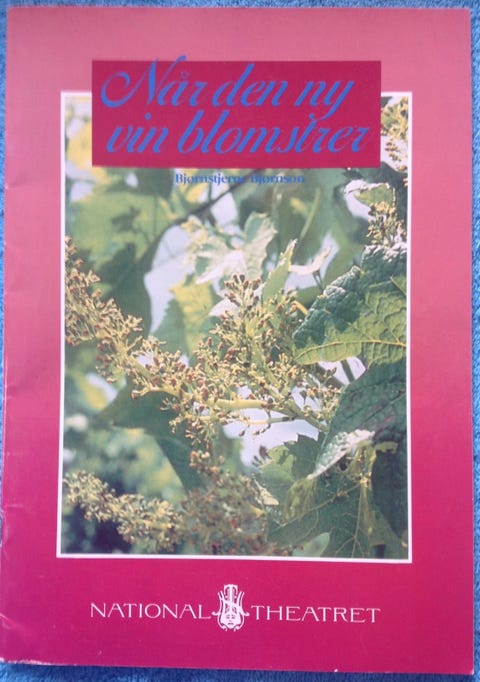 Når den ny
vin blomstrer
Bjørnstjerne Bjørnson
NATIONAL THEATRET